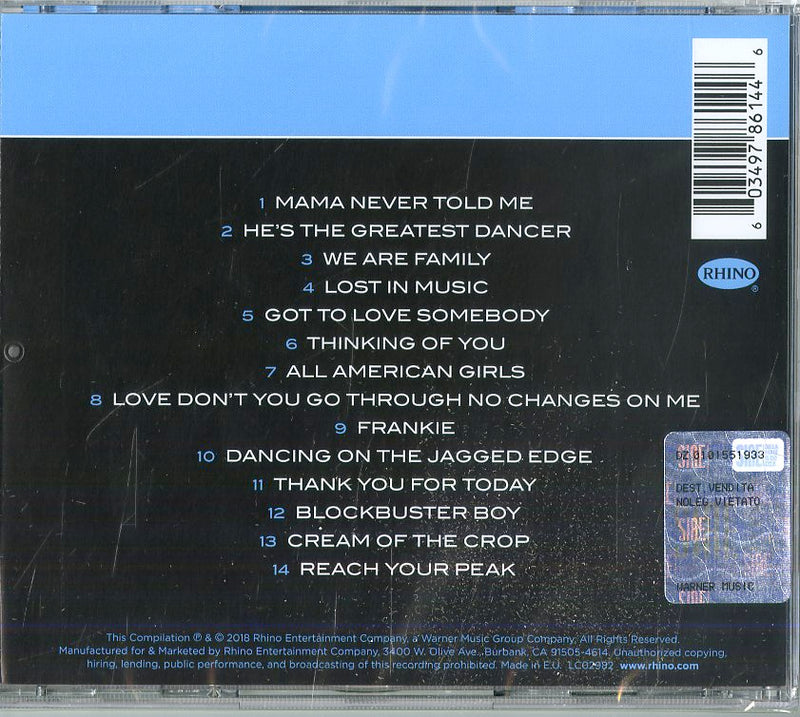 6 03497 86144 6
RHINO
®
1 MAMA NEVER TOLD ME
2 HE'S THE GREATEST DANCER
3 WE ARE FAMILY
4 LOST IN MUSIC
5 GOT TO LOVE SOMEBODY
6 THINKING OF YOU
7 ALL AMERICAN GIRLS
8 LOVE DON'T YOU GO THROUGH NO CHANGES ON ME
9 FRANKIE
10 DANCING ON THE JAGGED EDGE
11 THANK YOU FOR TODAY
12 BLOCKBUSTER BOY
13 CREAM OF THE CROP
14 REACH YOUR PEAK
SIAE
SIAE
DZ 0101551933
DEST.VENDITA
NOLEG.VIETATO
SIAE
WARNER MUSIC
This Compilation ℗ & © 2018 Rhino Entertainment Company, a Warner Music Group Company. All Rights Reserved.
Manufactured for & Marketed by Rhino Entertainment Company, 3400 W. Olive Ave., Burbank, CA 91505-4614. Unauthorized copying,
hiring, lending, public performance, and broadcasting of this recording prohibited. Made in E.U. LC02982 www.rhino.com